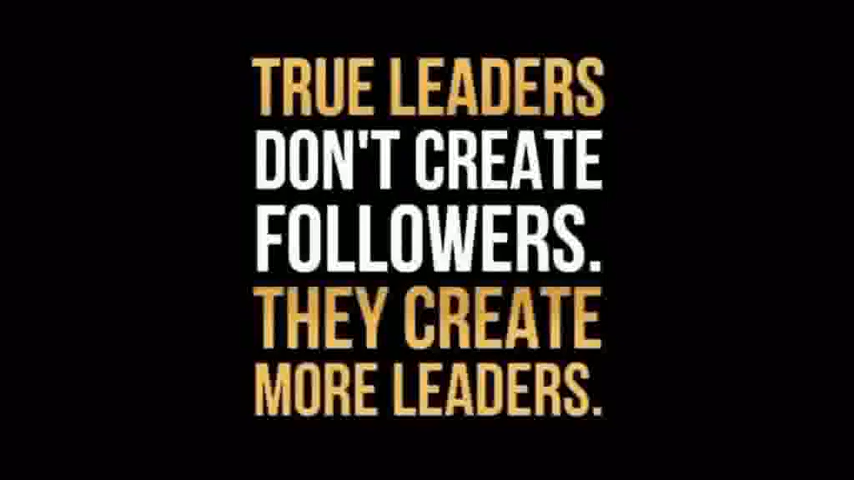 TRUE LEADERS
DON'T CREATE
FOLLOWERS.
THEY CREATE
MORE LEADERS.